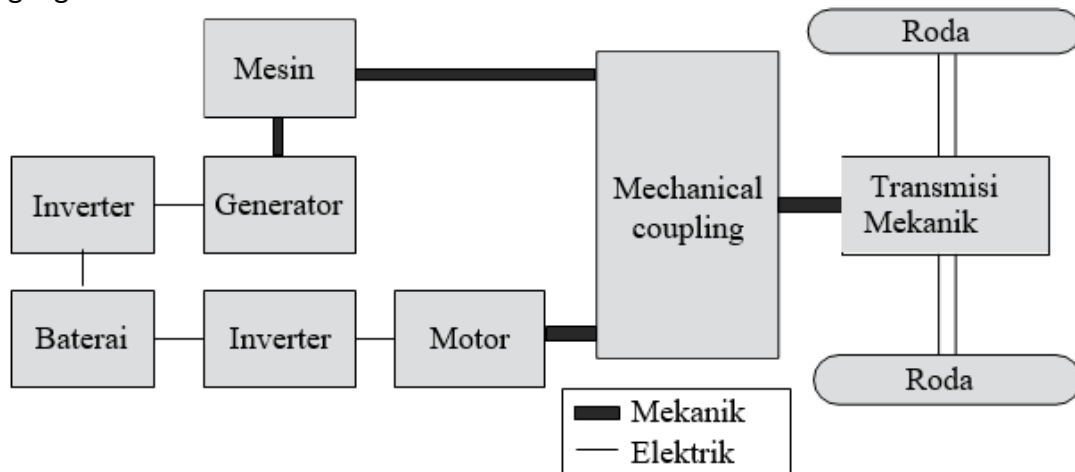 Roda
Mesin
Inverter
Generator
Mechanical
coupling
Transmisi
Mekanik
Baterai
Inverter
Motor
Roda
Mekanik
Elektrik